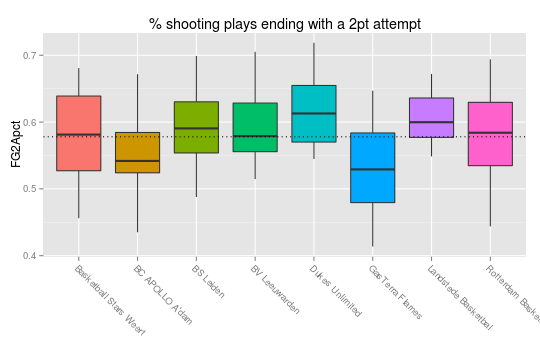 % shooting plays ending with a 2pt attempt
FG2Apct
0.7
0.6
0.5
0.4
Basketball Stars Weert
BC APOLLO A'dam
BS Leiden
BV Leeuwarden
Dukes Unlimited
GasTerra Flames
Landstede Basketbal
Rotterdam Baske